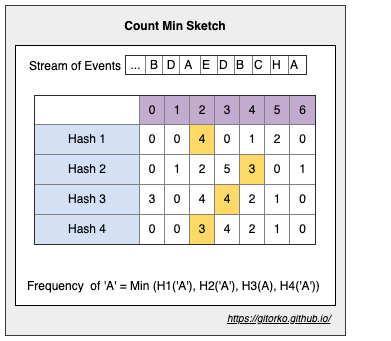 Count Min Sketch
Stream of Events ... B D A E D B C H A
0 1 2 3 4 5 6
Hash 1 0 0 4 0 1 2 0
Hash 2 0 1 2 5 3 0 1
Hash 3 3 0 4 4 2 1 0
Hash 4 0 0 3 4 2 1 0
Frequency of 'A' = Min (H1('A'), H2('A'), H3(A), H4('A'))
https://gitorko.github.io/